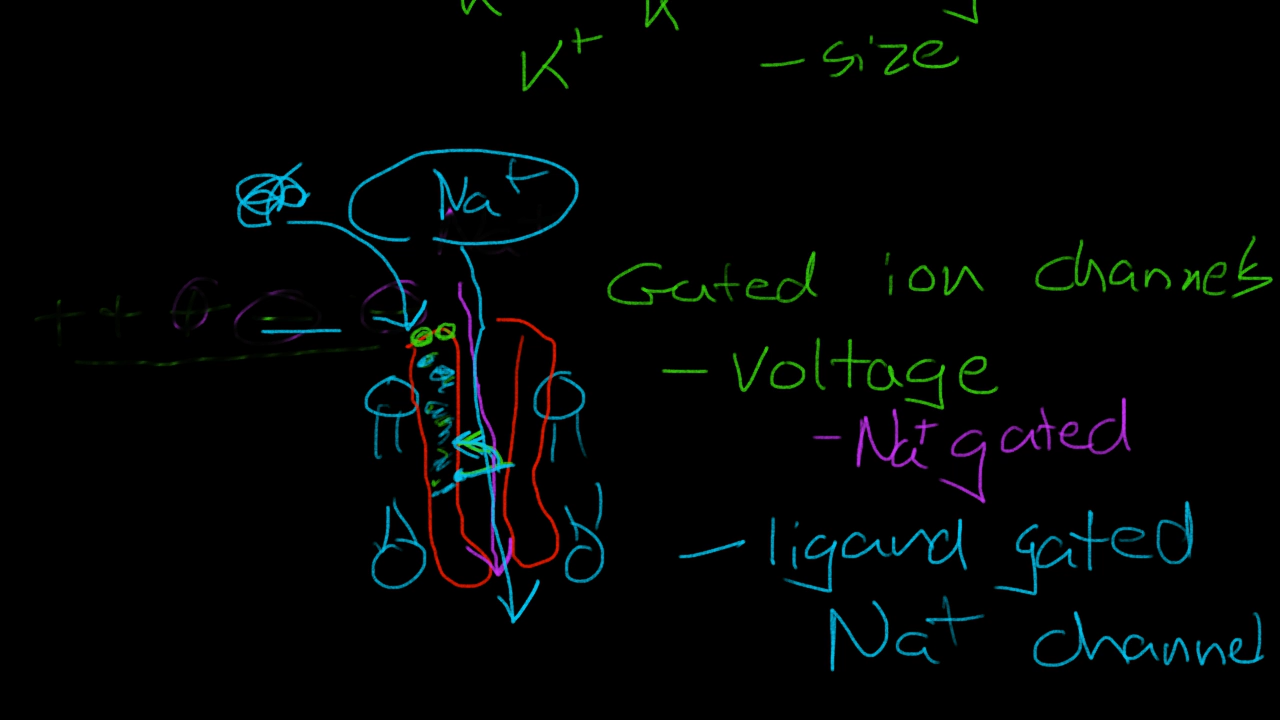 K⁺
- size
Na⁺
Gated ion channels
- Voltage
- Na⁺ gated
- ligand gated
Na⁺ channel